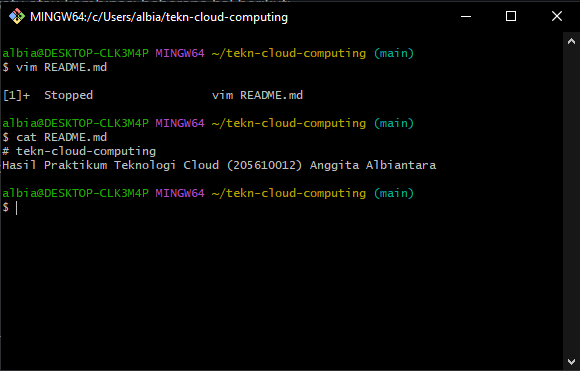 MINGW64:/c/Users/albia/tekn-cloud-computing
albia@DESKTOP-CLK3M4P MINGW64 ~/tekn-cloud-computing (main)
$ vim README.md
[1]+  Stopped                 vim README.md
albia@DESKTOP-CLK3M4P MINGW64 ~/tekn-cloud-computing (main)
$ cat README.md
# tekn-cloud-computing
Hasil Praktikum Teknologi Cloud (205610012) Anggita Albiantara
albia@DESKTOP-CLK3M4P MINGW64 ~/tekn-cloud-computing (main)
$